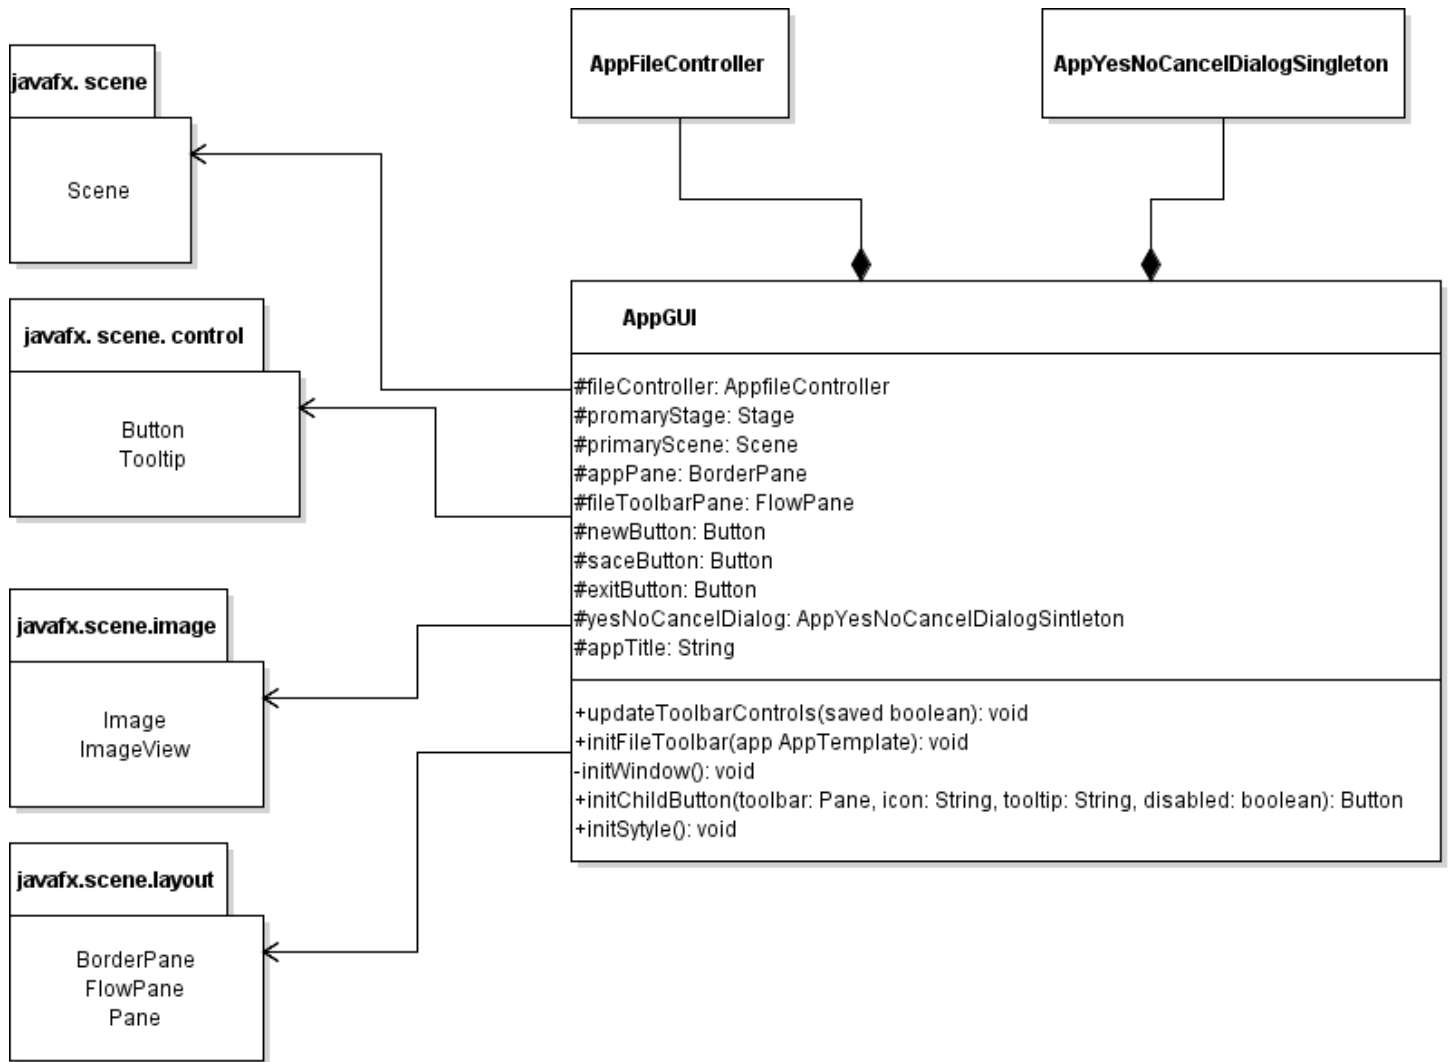 javafx. scene
Scene
javafx. scene. control
Button
Tooltip
javafx.scene.image
Image
ImageView
javafx.scene.layout
BorderPane
FlowPane
Pane
AppFileController
AppYesNoCancelDialogSingleton
AppGUI
#fileController: AppfileController
#promaryStage: Stage
#primaryScene: Scene
#appPane: BorderPane
#fileToolbarPane: FlowPane
#newButton: Button
#saceButton: Button
#exitButton: Button
#yesNoCancelDialog: AppYesNoCancelDialogSintleton
#appTitle: String
+updateToolbarControls(saved boolean): void
+initFileToolbar(app AppTemplate): void
-initWindow(): void
+initChildButton(toolbar: Pane, icon: String, tooltip: String, disabled: boolean): Button
+initSytyle(): void